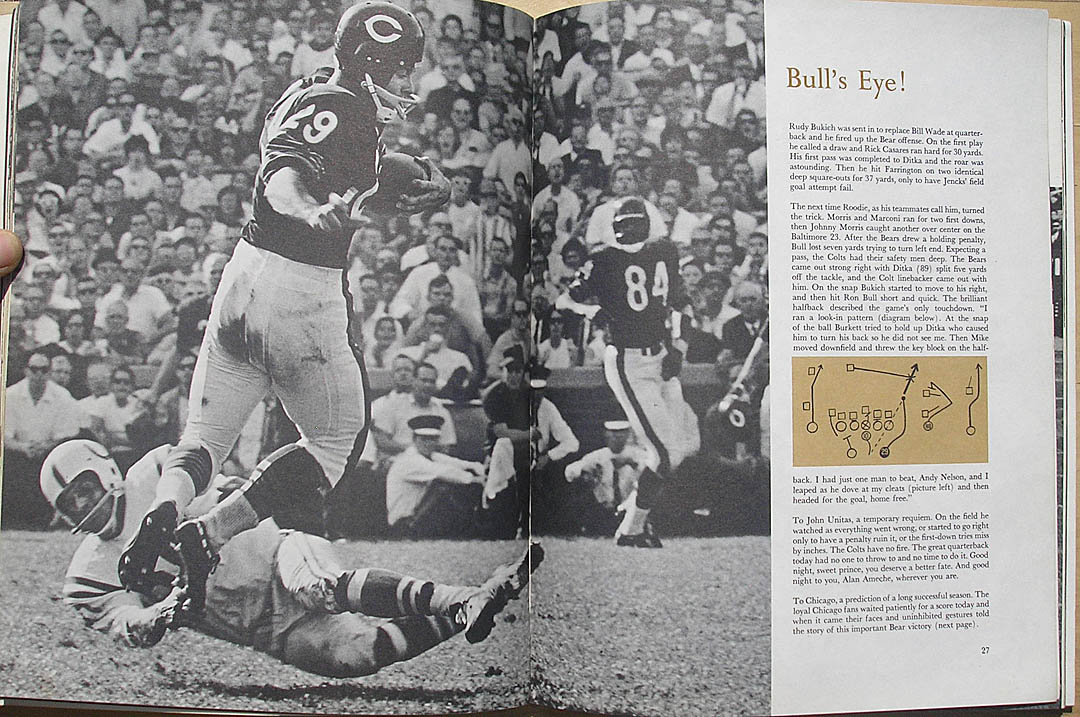 C
29
84
Bull's Eye!
Rudy Bukich was sent in to replace Bill Wade at quarter-
back and he fired up the Bear offense. On the first play
he called a draw and Rick Casares ran hard for 30 yards.
His first pass was completed to Ditka and the roar was
astounding. Then he hit Farrington on two identical
deep square-outs for 37 yards, only to have Jencks' field
goal attempt fail.
The next time Roodie, as his teammates call him, turned
the trick. Morris and Marconi ran for two first downs,
then Johnny Morris caught another over center on the
Baltimore 23. After the Bears drew a holding penalty,
Bull lost seven yards trying to turn left end. Expecting a
pass, the Colts had their safety men deep. The Bears
came out strong right with Ditka (89) split five yards
off the tackle, and the Colt linebacker came out with
him. On the snap Bukich started to move to his right,
and then hit Ron Bull short and quick. The brilliant
halfback described the game's only touchdown. "I
ran a look-in pattern (diagram below). At the snap
of the ball Burkett tried to hold up Ditka who caused
him to turn his back so he did not see me. Then Mike
moved downfield and threw the key block on the half-
29
back. I had just one man to beat, Andy Nelson, and I
leaped as he dove at my cleats (picture left) and then
headed for the goal, home free."
To John Unitas, a temporary requiem. On the field he
watched as everything went wrong, or started to go right
only to have a penalty ruin it, or the first-down tries miss
by inches. The Colts have no fire. The great quarterback
today had no one to throw to and no time to do it. Good
night, sweet prince, you deserve a better fate. And good
night to you, Alan Ameche, wherever you are.
To Chicago, a prediction of a long successful season. The
loyal Chicago fans waited patiently for a score today and
when it came their faces and uninhibited gestures told
the story of this important Bear victory (next page).
27